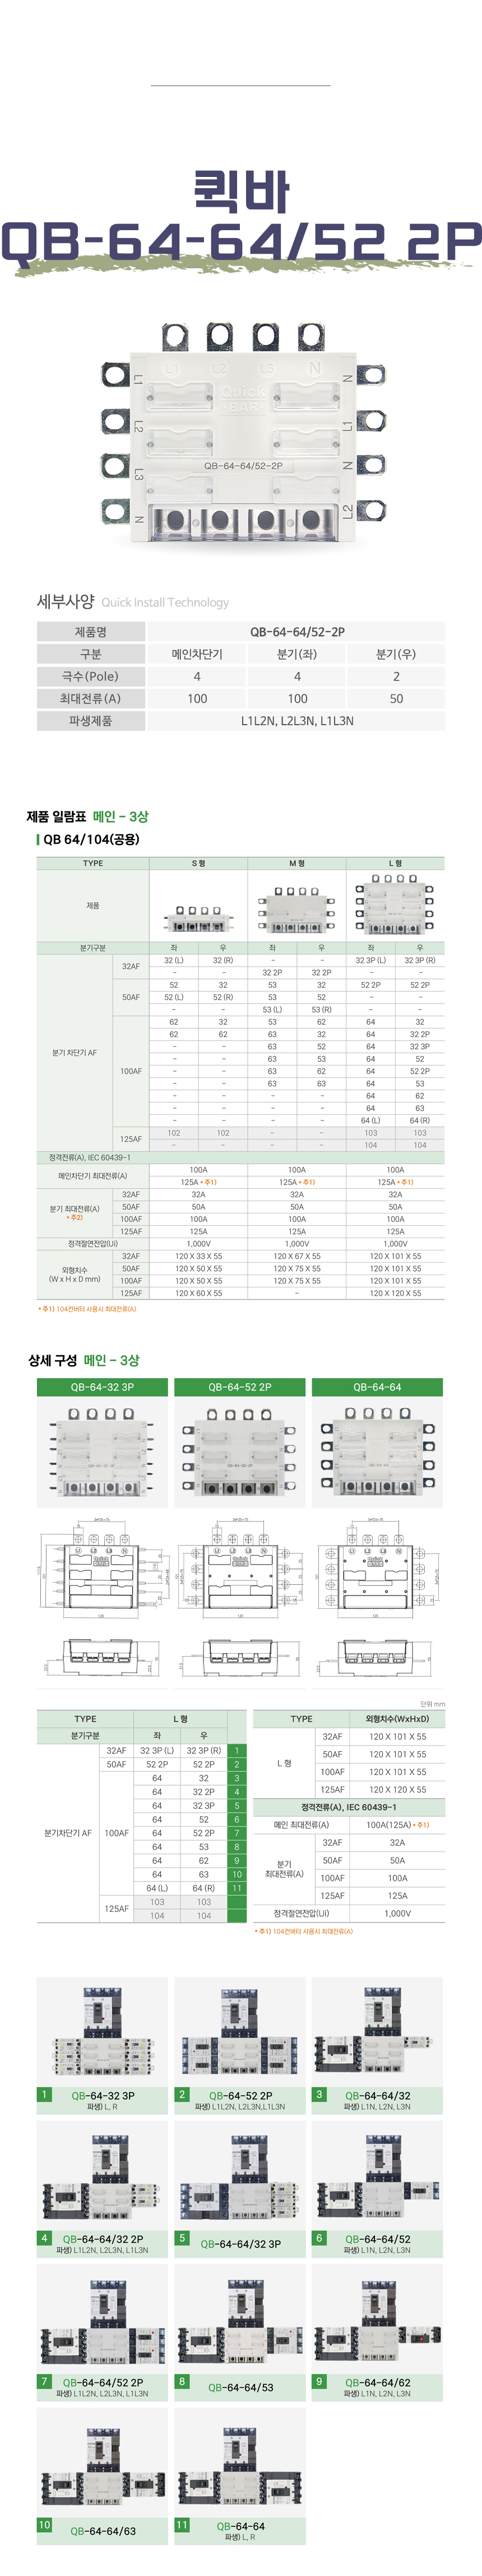 퀵바
QB-64-64/52 2P
L1 L2 L3 N
Quick
BAR
L1
L2
L3
N
N
L1
N
L2
QB-64-64/52-2P
세부사양 Quick Install Technology
제품명 QB-64-64/52-2P
구분 메인차단기 분기(좌) 분기(우)
극수(Pole) 4 4 2
최대전류(A) 100 100 50
파생제품 L1L2N, L2L3N, L1L3N
제품 일람표 메인 - 3상
QB 64/104(공용)
TYPE S 형 M 형 L 형
제품
분기구분 좌 우 좌 우 좌 우
분기 차단기 AF
32AF 32 (L) 32 (R) - - 32 3P (L) 32 3P (R)
- - 32 2P 32 2P - -
50AF 52 32 53 32 52 2P 52 2P
52 (L) 52 (R) 53 52 - -
- - 53 (L) 53 (R) - -
100AF 62 32 53 62 64 32
62 62 63 32 64 32 2P
- - 63 52 64 32 3P
- - 63 53 64 52
- - 63 62 64 52 2P
- - 63 63 64 53
- - - - 64 62
- - - - 64 63
- - - - 64 (L) 64 (R)
125AF 102 102 - - 103 103
- - - - 104 104
정격전류(A), IEC 60439-1
메인차단기 최대전류(A) 100A 100A 100A
125A * 주1) 125A * 주1) 125A * 주1)
분기 최대전류(A)
* 주2)
32AF 32A 32A 32A
50AF 50A 50A 50A
100AF 100A 100A 100A
125AF 125A 125A 125A
정격절연전압(Ui) 1,000V 1,000V 1,000V
외형치수
(W x H x D mm)
32AF 120 X 33 X 55 120 X 67 X 55 120 X 101 X 55
50AF 120 X 50 X 55 120 X 75 X 55 120 X 101 X 55
100AF 120 X 50 X 55 120 X 75 X 55 120 X 101 X 55
125AF 120 X 60 X 55 - 120 X 120 X 55
* 주1) 104컨버터 사용시 최대전류(A)
상세 구성 메인 - 3상
QB-64-32 3P QB-64-52 2P QB-64-64
단위 mm
TYPE L 형
분기구분 좌 우
분기차단기 AF
32AF 32 3P (L) 32 3P (R) 1
50AF 52 2P 52 2P 2
100AF 64 32 3
64 32 2P 4
64 32 3P 5
64 52 6
64 52 2P 7
64 53 8
64 62 9
64 63 10
64 (L) 64 (R) 11
125AF 103 103
104 104
TYPE 외형치수(WxHxD)
L 형
32AF 120 X 101 X 55
50AF 120 X 101 X 55
100AF 120 X 101 X 55
125AF 120 X 120 X 55
정격전류(A), IEC 60439-1
메인 최대전류(A) 100A(125A) * 주1)
분기
최대전류(A)
32AF 32A
50AF 50A
100AF 100A
125AF 125A
정격절연전압(Ui) 1,000V
* 주1) 104컨버터 사용시 최대전류(A)
1 QB-64-32 3P
파생) L, R
2 QB-64-52 2P
파생) L1L2N, L2L3N,L1L3N
3 QB-64-64/32
파생) L1N, L2N, L3N
4 QB-64-64/32 2P
파생) L1L2N, L2L3N, L1L3N
5 QB-64-64/32 3P
6 QB-64-64/52
파생) L1N, L2N, L3N
7 QB-64-64/52 2P
파생) L1L2N, L2L3N, L1L3N
8 QB-64-64/53
9 QB-64-64/62
파생) L1N, L2N, L3N
10 QB-64-64/63
11 QB-64-64
파생) L, R